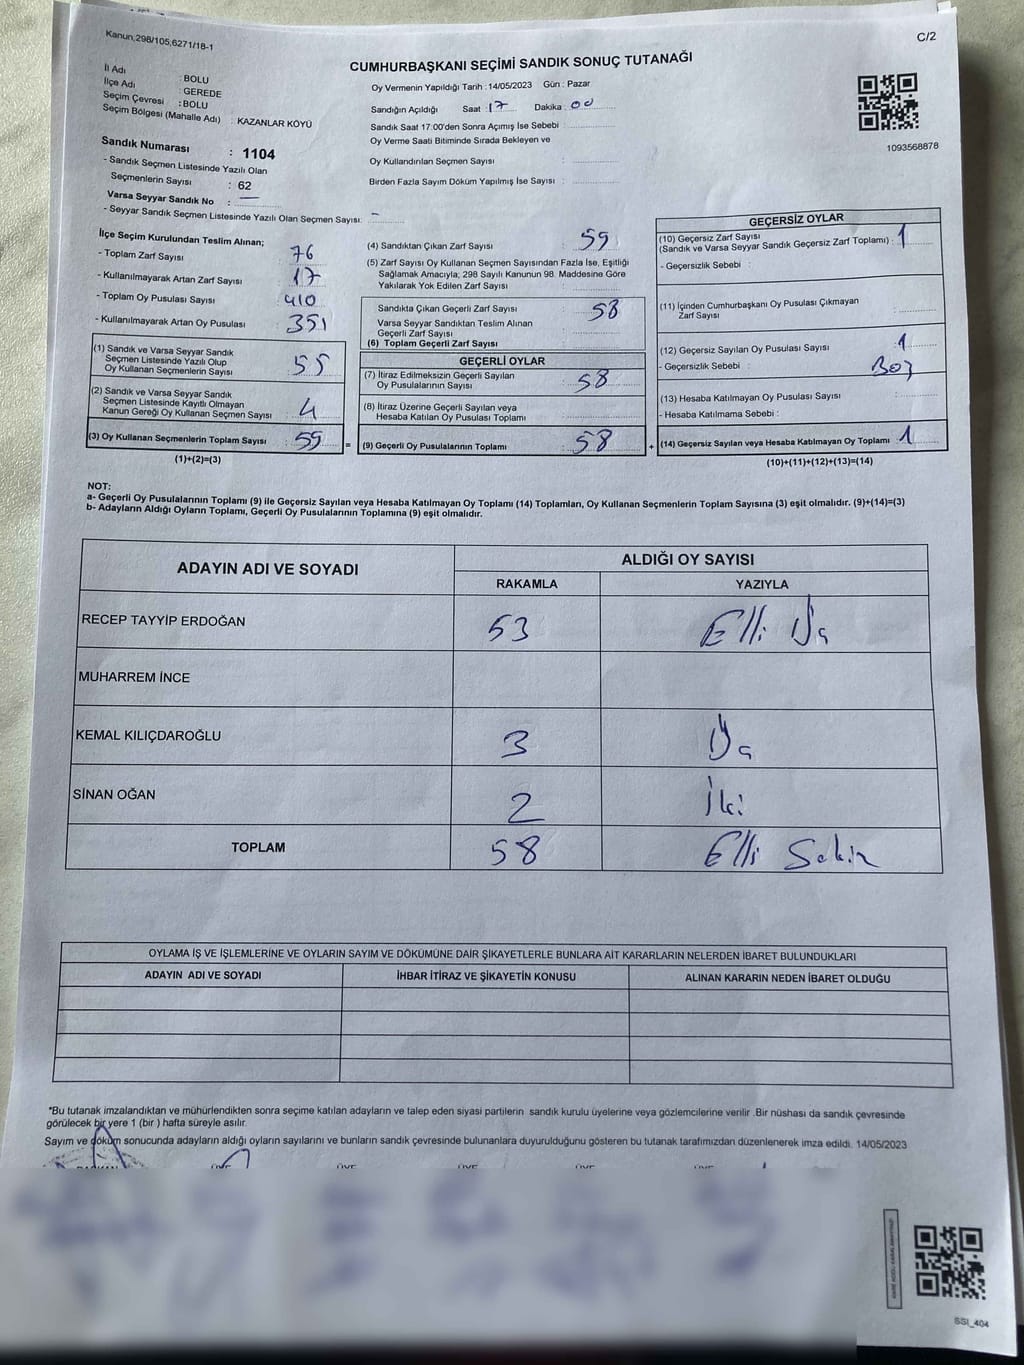 Kanun,298/105,6271/18-1
C/2
CUMHURBAŞKANI SEÇİMİ SANDIK SONUÇ TUTANAĞI
İl Adı : BOLU
İlçe Adı : GEREDE
Seçim Çevresi : BOLU
Seçim Bölgesi (Mahalle Adı) : KAZANLAR KÖYÜ
Sandık Numarası : 1104
- Sandık Seçmen Listesinde Yazılı Olan
Seçmenlerin Sayısı : 62
Varsa Seyyar Sandık No : —
- Seyyar Sandık Seçmen Listesinde Yazılı Olan Seçmen Sayısı: –
Oy Vermenin Yapıldığı Tarih :14/05/2023 Gün : Pazar
Sandığın Açıldığı Saat : 17 Dakika : 00
Sandık Saat 17:00'den Sonra Açımış İse Sebebi :
Oy Verme Saati Bitiminde Sırada Bekleyen ve
Oy Kullandırılan Seçmen Sayısı :
Birden Fazla Sayım Döküm Yapılmış İse Sayısı :
1093568878
İlçe Seçim Kurulundan Teslim Alınan;
- Toplam Zarf Sayısı : 76
- Kullanılmayarak Artan Zarf Sayısı : 17
- Toplam Oy Pusulası Sayısı : 410
- Kullanılmayarak Artan Oy Pusulası : 351
(1) Sandık ve Varsa Seyyar Sandık
Seçmen Listesinde Yazılı Olup
Oy Kullanan Seçmenlerin Sayısı : 55
(2) Sandık ve Varsa Seyyar Sandık
Seçmen Listesinde Kayıtlı Olmayan
Kanun Gereği Oy Kullanan Seçmen Sayısı : 4
(3) Oy Kullanan Seçmenlerin Toplam Sayısı : 59 =
(1)+(2)=(3)
(4) Sandıktan Çıkan Zarf Sayısı : 59
(5) Zarf Sayısı Oy Kullanan Seçmen Sayısından Fazla İse, Eşitliği
Sağlamak Amacıyla; 298 Sayılı Kanunun 98. Maddesine Göre
Yakılarak Yok Edilen Zarf Sayısı :
Sandıkta Çıkan Geçerli Zarf Sayısı : 58
Varsa Seyyar Sandıktan Teslim Alınan
Geçerli Zarf Sayısı :
(6) Toplam Geçerli Zarf Sayısı :
GEÇERLİ OYLAR
(7) İtiraz Edilmeksizin Geçerli Sayılan
Oy Pusulalarının Sayısı : 58
(8) İtiraz Üzerine Geçerli Sayılan veya
Hesaba Katılan Oy Pusulası Toplamı :
(9) Geçerli Oy Pusulalarının Toplamı : 58 +
GEÇERSİZ OYLAR
(10) Geçersiz Zarf Sayısı
(Sandık ve Varsa Seyyar Sandık Geçersiz Zarf Toplamı) : 1
- Geçersizlik Sebebi :
(11) İçinden Cumhurbaşkanı Oy Pusulası Çıkmayan
Zarf Sayısı :
(12) Geçersiz Sayılan Oy Pusulası Sayısı : 1
- Geçersizlik Sebebi : Boş
(13) Hesaba Katılmayan Oy Pusulası Sayısı :
- Hesaba Katılmama Sebebi :
(14) Geçersiz Sayılan veya Hesaba Katılmayan Oy Toplamı : 1
(10)+(11)+(12)+(13)=(14)
NOT:
a- Geçerli Oy Pusulalarının Toplamı (9) ile Geçersiz Sayılan veya Hesaba Katılmayan Oy Toplamı (14) Toplamları, Oy Kullanan Seçmenlerin Toplam Sayısına (3) eşit olmalıdır. (9)+(14)=(3)
b- Adayların Aldığı Oyların Toplamı, Geçerli Oy Pusulalarının Toplamına (9) eşit olmalıdır.
ADAYIN ADI VE SOYADI
ALDIĞI OY SAYISI
RAKAMLA YAZIYLA
RECEP TAYYİP ERDOĞAN 53 Elli Üç
MUHARREM İNCE
KEMAL KILIÇDAROĞLU 3 Üç
SİNAN OĞAN 2 İki
TOPLAM 58 Elli Sekiz
OYLAMA İŞ VE İŞLEMLERİNE VE OYLARIN SAYIM VE DÖKÜMÜNE DAİR ŞİKAYETLERLE BUNLARA AİT KARARLARIN NELERDEN İBARET BULUNDUKLARI
ADAYIN ADI VE SOYADI İHBAR İTİRAZ VE ŞİKAYETİN KONUSU ALINAN KARARIN NEDEN İBARET OLDUĞU
*Bu tutanak imzalandıktan ve mühürlendikten sonra seçime katılan adayların ve talep eden siyasi partilerin sandık kurulu üyelerine veya gözlemcilerine verilir .Bir nüshası da sandık çevresinde
görülecek bir yere 1 (bir ) hafta süreyle asılır.
Sayım ve döküm sonucunda adayların aldığı oyların sayılarını ve bunların sandık çevresinde bulunanlara duyurulduğunu gösteren bu tutanak tarafımızdan düzenlenerek imza edildi. 14/05/2023
BAŞKAN ÜYE ÜYE ÜYE ÜYE ÜYE
SSI_404